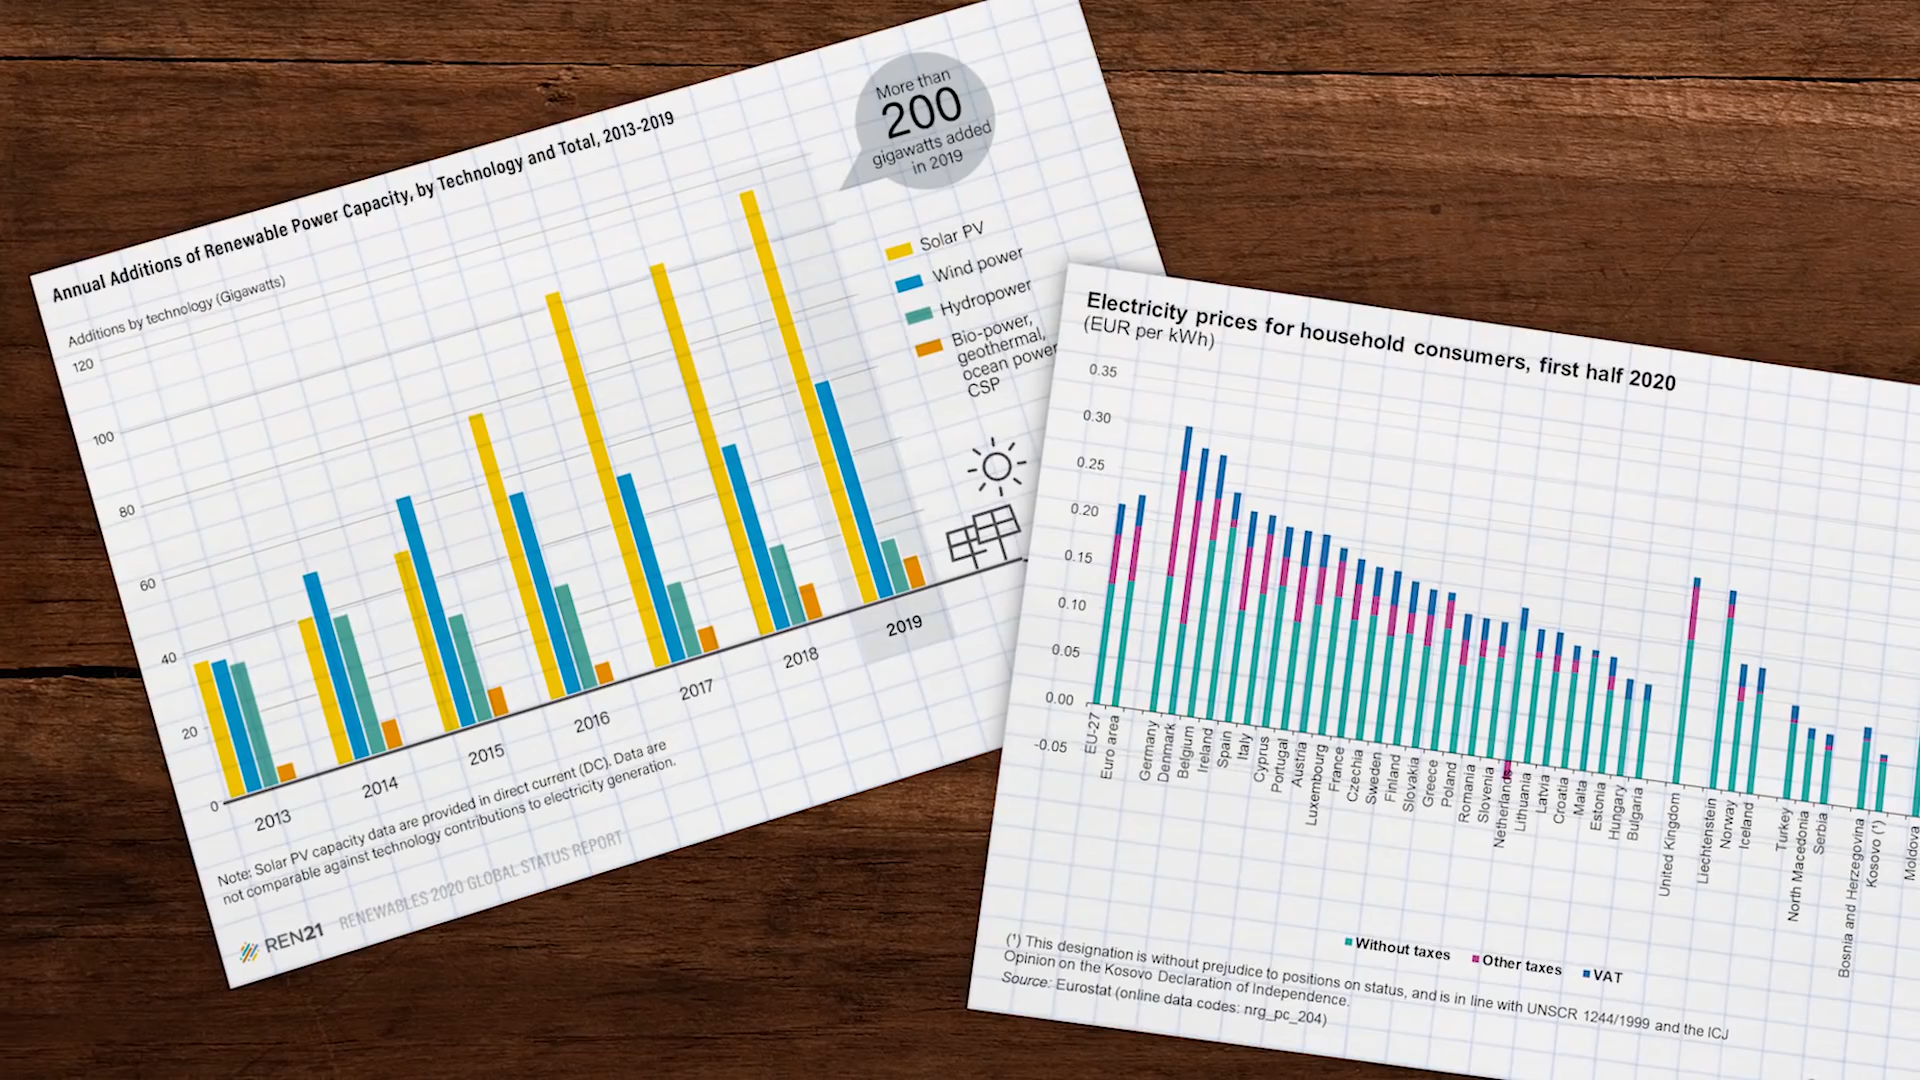 Annual Additions of Renewable Power Capacity, by Technology and Total, 2013-2019
Additions by technology (Gigawatts)
More than
200
gigawatts added
in 2019
120
100
80
60
40
20
0
Solar PV
Wind power
Hydropower
Bio-power,
geothermal,
ocean power
CSP
2013
2014
2015
2016
2017
2018
2019
Note: Solar PV capacity data are provided in direct current (DC). Data are
not comparable against technology contributions to electricity generation.
REN21
RENEWABLES 2020 GLOBAL STATUS REPORT
Electricity prices for household consumers, first half 2020
(EUR per kWh)
0.35
0.30
0.25
0.20
0.15
0.10
0.05
0.00
-0.05
EU-27
Euro area
Germany
Denmark
Belgium
Ireland
Spain
Italy
Cyprus
Portugal
Austria
Luxembourg
France
Czechia
Sweden
Finland
Slovakia
Greece
Poland
Romania
Slovenia
Netherlands
Lithuania
Latvia
Croatia
Malta
Estonia
Hungary
Bulgaria
United Kingdom
Liechtenstein
Norway
Iceland
Turkey
North Macedonia
Serbia
Bosnia and Herzegovina
Kosovo (¹)
Moldova
Without taxes
Other taxes
VAT
(¹) This designation is without prejudice to positions on status, and is in line with UNSCR 1244/1999 and the ICJ
Opinion on the Kosovo Declaration of Independence.
Source: Eurostat (online data codes: nrg_pc_204)